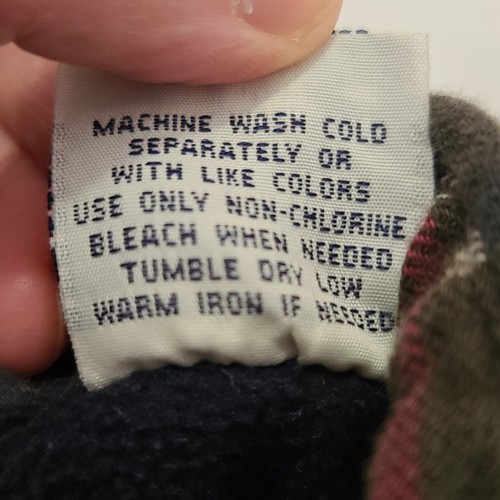 MACHINE WASH COLD
SEPARATELY OR
WITH LIKE COLORS
USE ONLY NON-CHLORINE
BLEACH WHEN NEEDED
TUMBLE DRY LOW
WARM IRON IF NEEDED